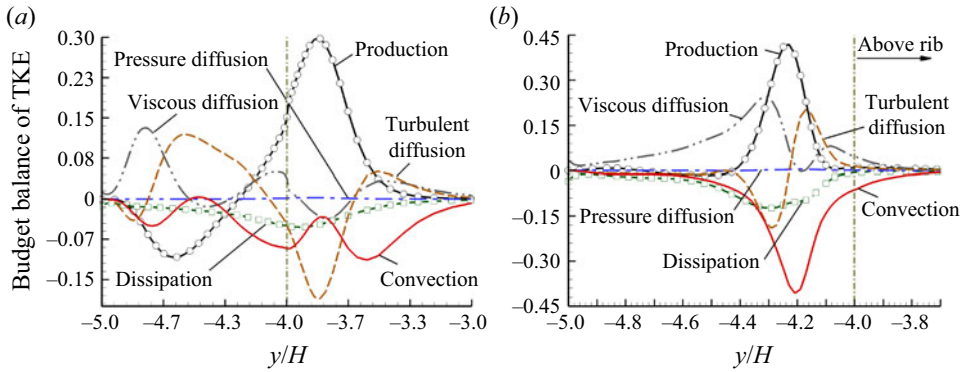 (a)
Budget balance of TKE
0.30
0.23
0.15
0.08
0
−0.07
−0.15
Pressure diffusion
Production
Viscous diffusion
Turbulent
diffusion
Dissipation
Convection
−5.0 −4.7 −4.3 −4.0 −3.7 −3.3 −3.0
y/H
(b)
0.45
0.30
0.15
0
−0.15
−0.30
−0.45
Production
Above rib
Viscous diffusion
Turbulent
diffusion
Pressure diffusion
Convection
Dissipation
−5.0 −4.8 −4.6 −4.4 −4.2 −4.0 −3.8
y/H